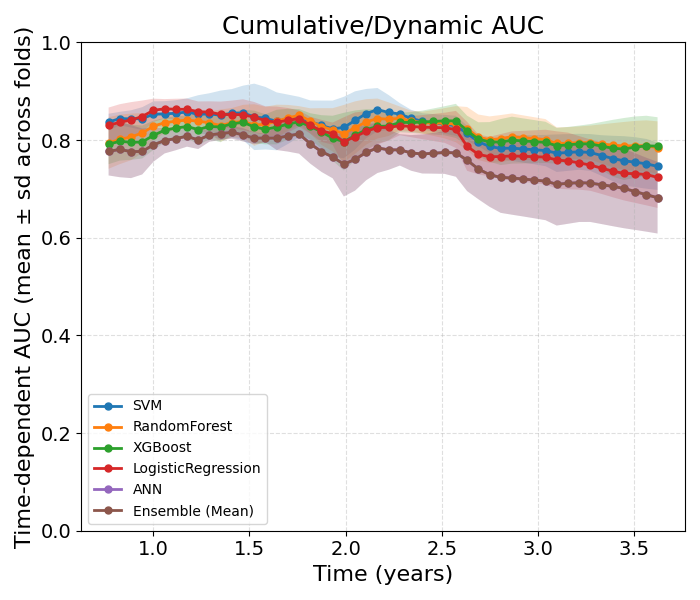 Cumulative/Dynamic AUC
Time-dependent AUC (mean ± sd across folds)
1.0
0.8
0.6
0.4
0.2
0.0
SVM
RandomForest
XGBoost
LogisticRegression
ANN
Ensemble (Mean)
1.0 1.5 2.0 2.5 3.0 3.5
Time (years)